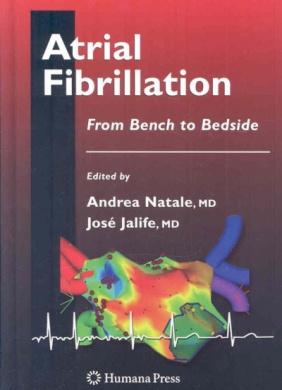 Atrial
Fibrillation
From Bench to Bedside
Edited by
Andrea Natale, MD
José Jalife, MD
Humana Press